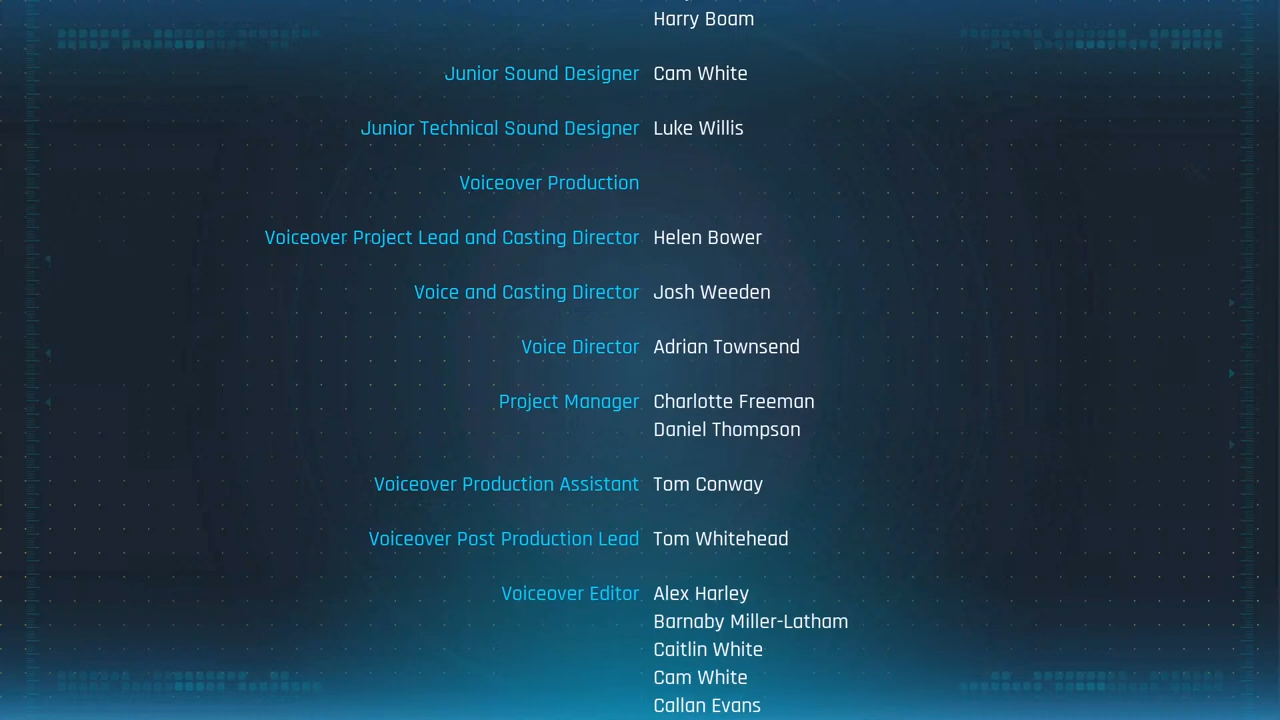 Harry Boam
Junior Sound Designer Cam White
Junior Technical Sound Designer Luke Willis
Voiceover Production
Voiceover Project Lead and Casting Director Helen Bower
Voice and Casting Director Josh Weeden
Voice Director Adrian Townsend
Project Manager Charlotte Freeman
Daniel Thompson
Voiceover Production Assistant Tom Conway
Voiceover Post Production Lead Tom Whitehead
Voiceover Editor Alex Harley
Barnaby Miller-Latham
Caitlin White
Cam White
Callan Evans